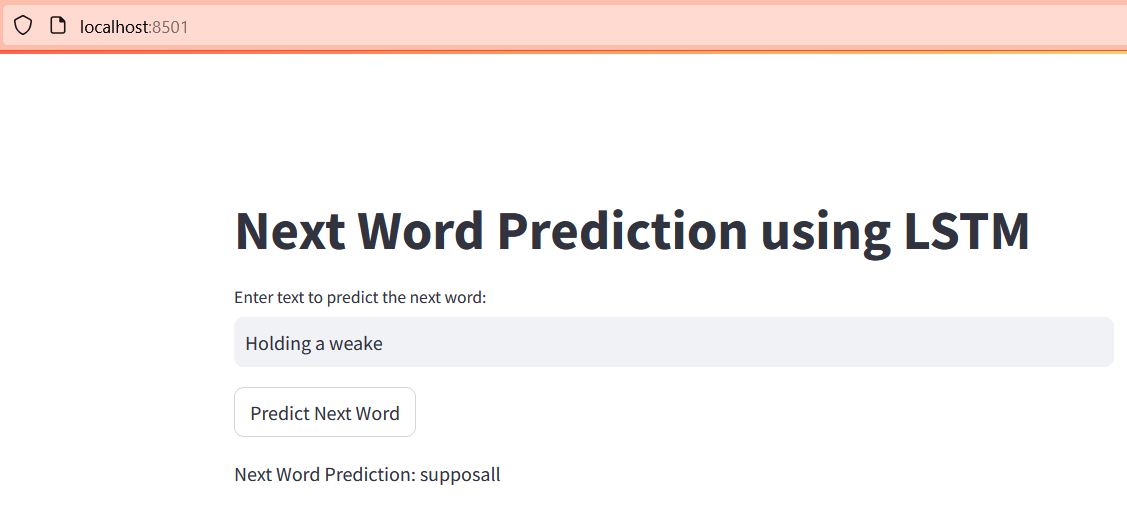 localhost:8501
Next Word Prediction using LSTM
Enter text to predict the next word:
Holding a weake
Predict Next Word
Next Word Prediction: supposall